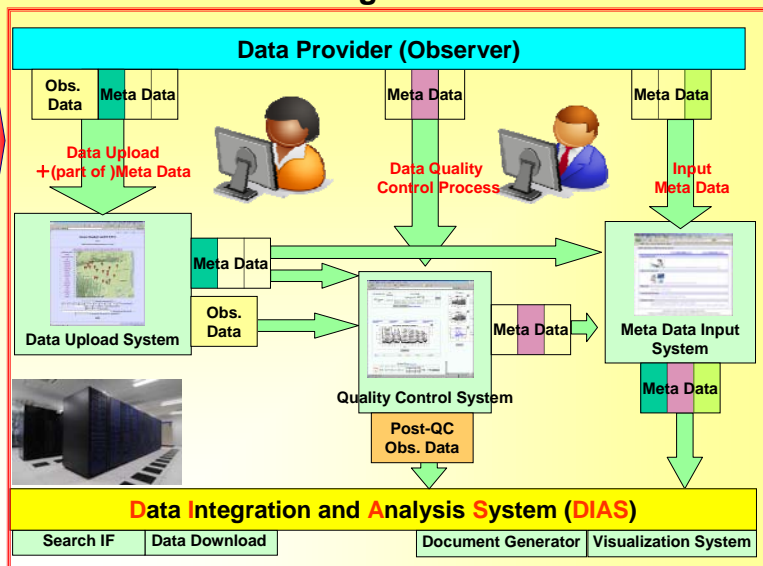 Data Provider (Observer)
Obs.
Data
Meta Data
Meta Data
Meta Data
Data Upload
+(part of )Meta Data
Data Quality
Control Process
Input
Meta Data
Meta Data
Obs.
Data
Data Upload System
Meta Data
Quality Control System
Meta Data Input
System
Meta Data
Post-QC
Obs. Data
Data Integration and Analysis System (DIAS)
Search IF
Data Download
Document Generator
Visualization System